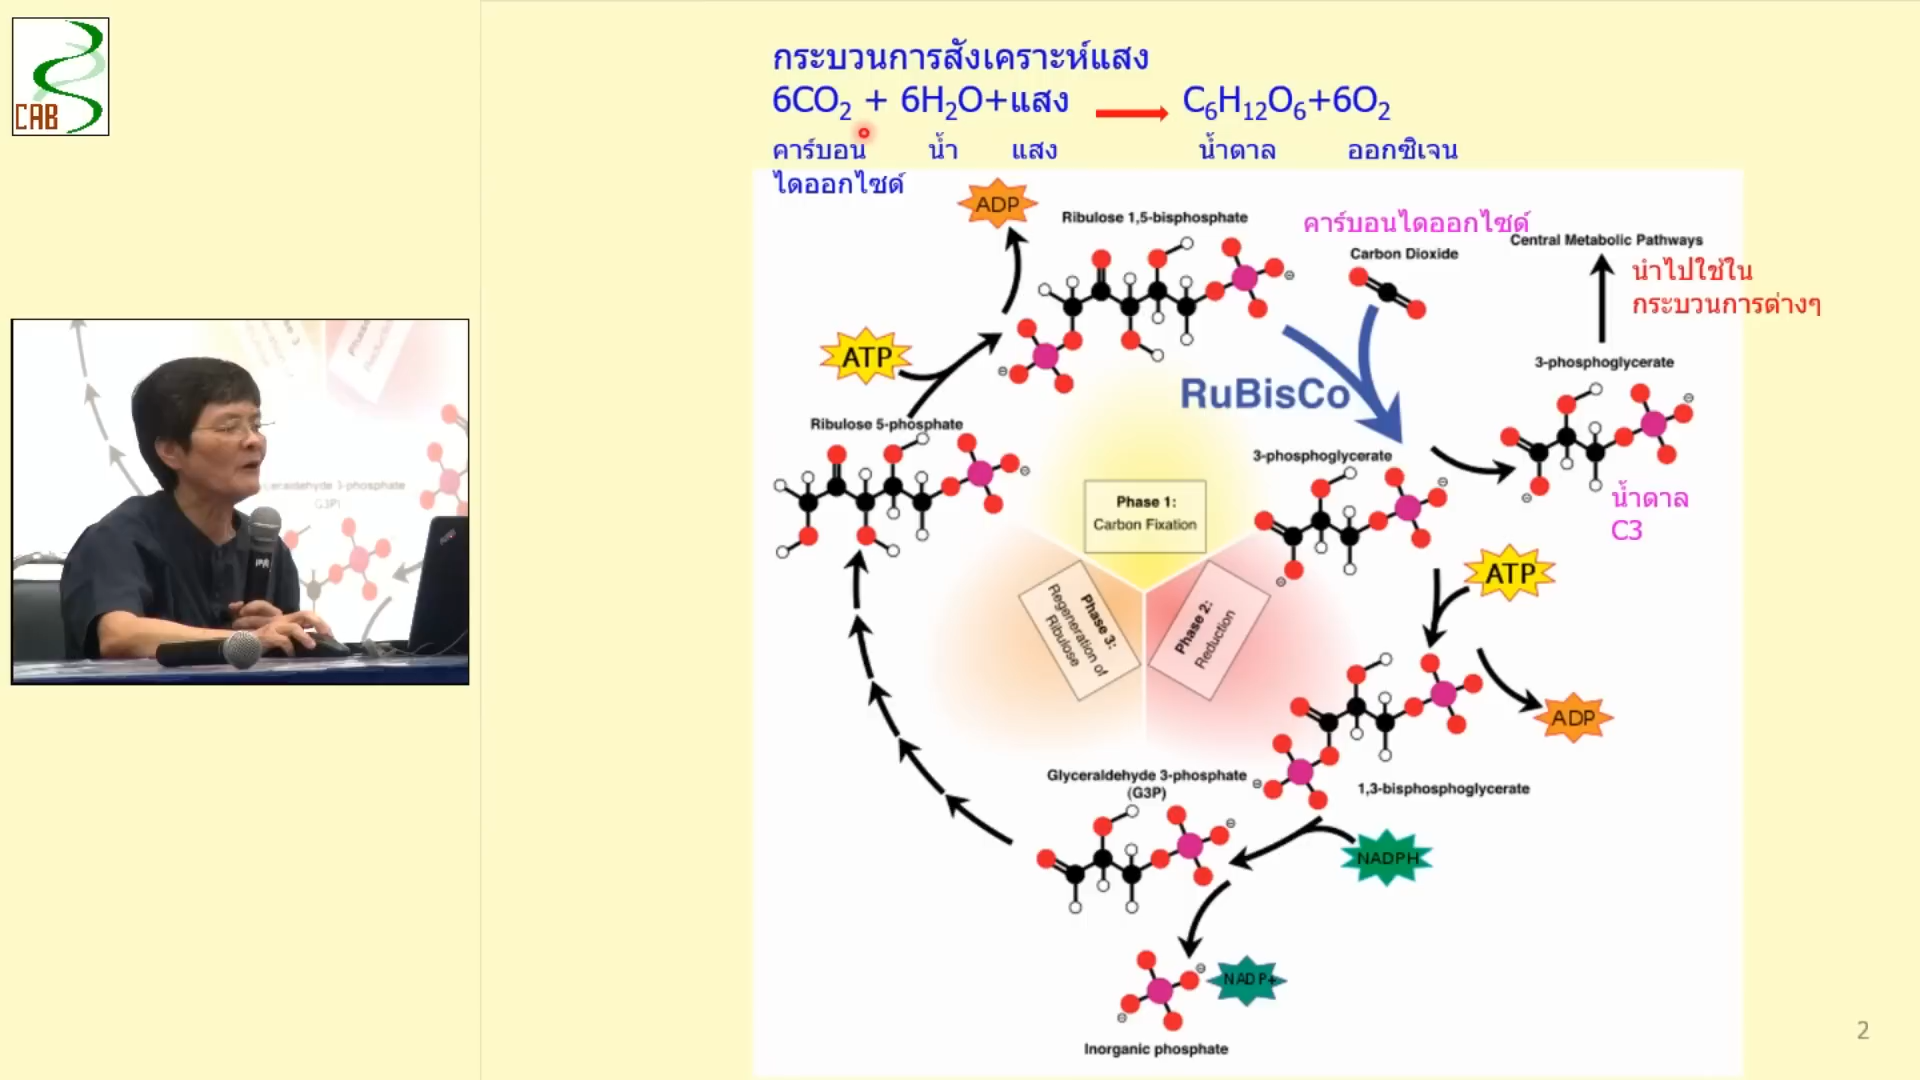 CAB
กระบวนการสังเคราะห์แสง
6CO2 + 6H2O+แสง C6H12O6+6O2
คาร์บอน น้ำ แสง น้ำตาล ออกซิเจน
ไดออกไซด์
ADP
Ribulose 1,5-bisphosphate
คาร์บอนไดออกไซด์
Carbon Dioxide
Central Metabolic Pathways
นำไปใช้ใน
กระบวนการต่างๆ
ATP
RuBisCo
3-phosphoglycerate
Ribulose 5-phosphate
3-phosphoglycerate
น้ำตาล
C3
Phase 1:
Carbon Fixation
ATP
Phase 3:
Regeneration of
Ribulose
Phase 2:
Reduction
ADP
Glyceraldehyde 3-phosphate
(G3P)
1,3-bisphosphoglycerate
NADPH
NADP+
Inorganic phosphate
2